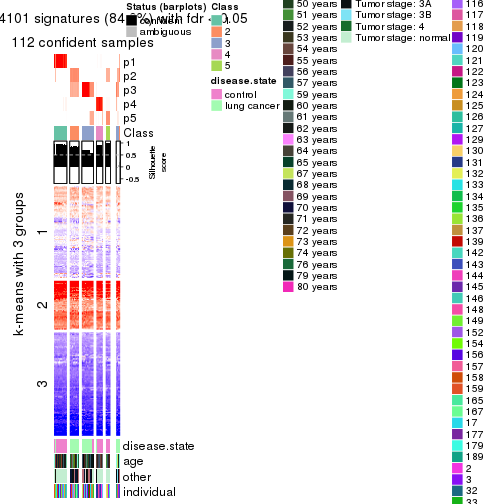 4101 signatures (84.
%) with fdr < 0.05
112 confident samples
p1
p2
p3
p4
p5
Class
1
0.5
0
-0.5
Silhouette
score
k-means with 3 groups
1
2
3
disease.state
age
other
individual
Status (barplots)
confident
ambiguous
disease.state
control
lung cancer
Class
1
2
3
4
5
50 years
51 years
52 years
53 years
54 years
55 years
56 years
57 years
59 years
60 years
61 years
62 years
63 years
64 years
65 years
67 years
68 years
69 years
70 years
71 years
72 years
73 years
74 years
76 years
79 years
80 years
Tumor stage: 3A
Tumor stage: 3B
Tumor stage: 4
Tumor stage: normal
116
117
118
119
120
121
122
123
124
125
126
127
129
130
131
132
133
134
135
136
137
139
142
143
144
145
146
148
149
152
154
156
157
158
159
165
167
17
177
179
189
2
3
32
33